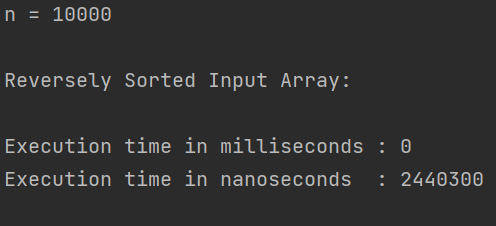 n = 10000
Reversely Sorted Input Array:
Execution time in milliseconds : 0
Execution time in nanoseconds  : 2440300